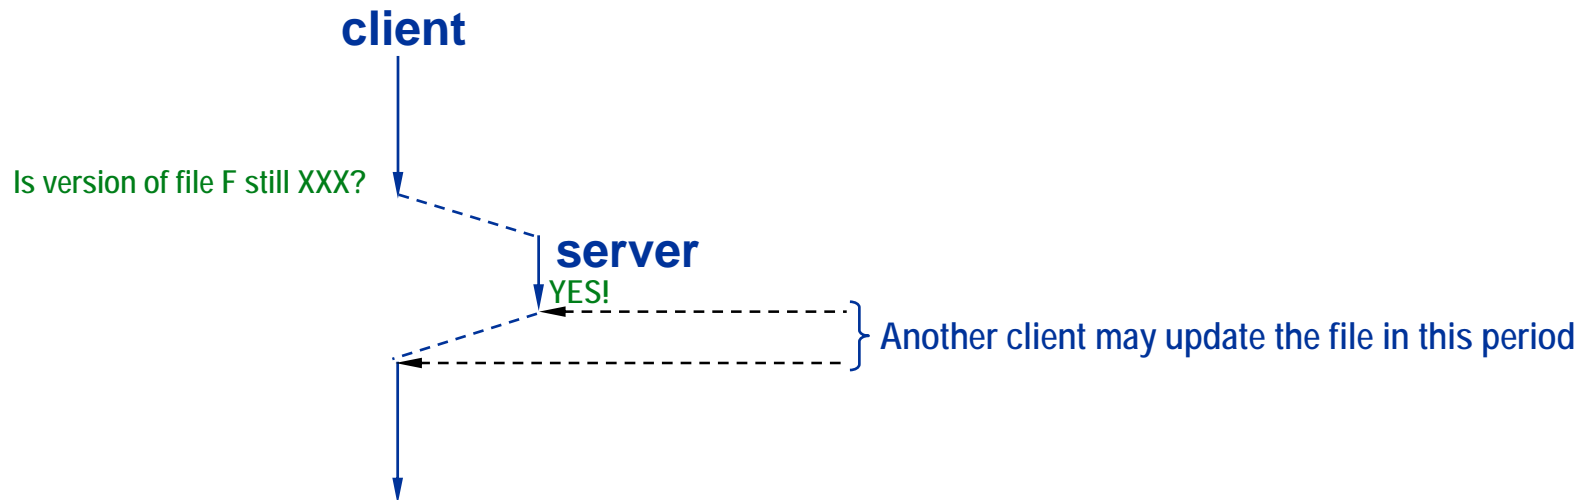 client
Is version of file F still XXX?
server
YES!
Another client may update the file in this period